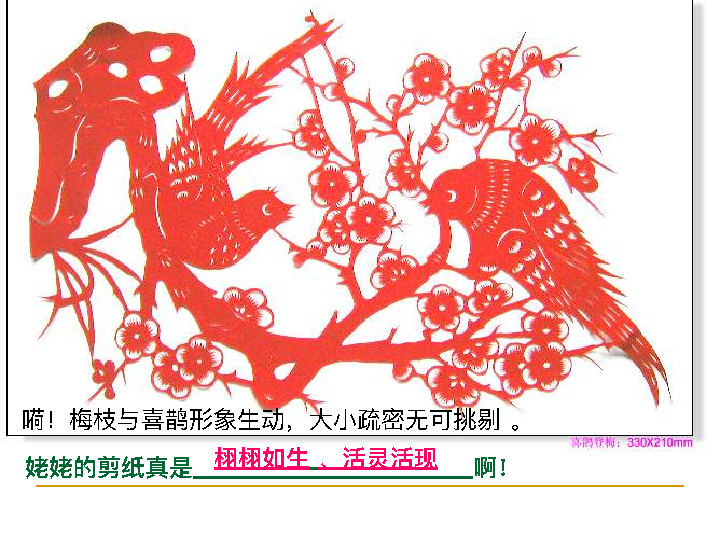 嗬！梅枝与喜鹊形象生动，大小疏密无可挑剔 。
喜鹊登梅：330X210mm
姥姥的剪纸真是栩栩如生 、活灵活现啊！